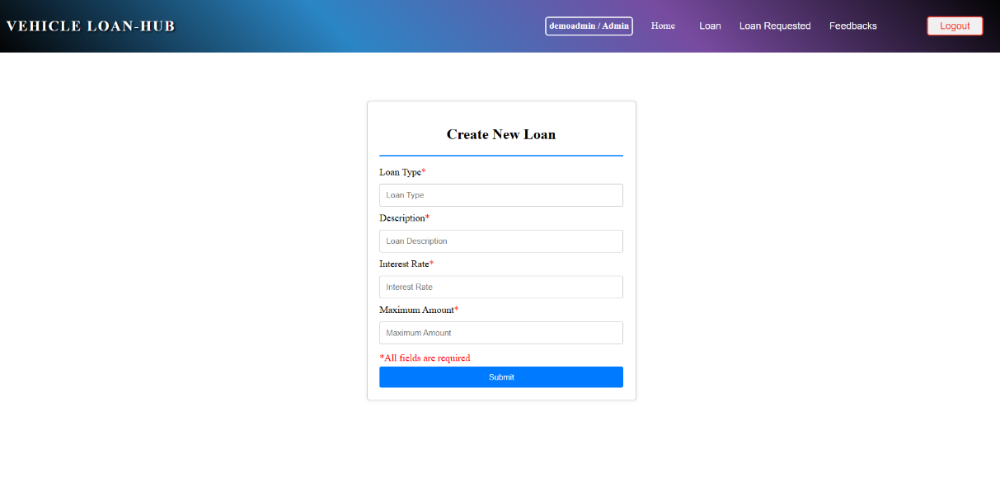 VEHICLE LOAN-HUB
demoadmin / Admin
Home
Loan
Loan Requested
Feedbacks
Logout
Create New Loan
Loan Type*
Loan Type
Description*
Loan Description
Interest Rate*
Interest Rate
Maximum Amount*
Maximum Amount
*All fields are required
Submit